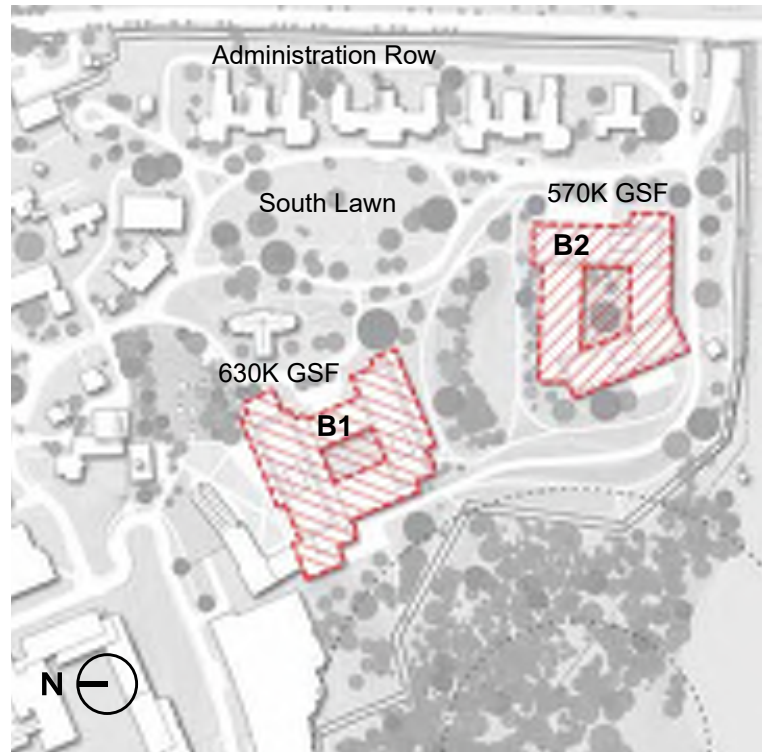 Administration Row
South Lawn
570K GSF
B2
630K GSF
B1
N